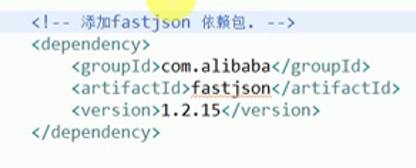 <!-- 添加fastjson 依赖包. -->
<dependency>
<groupId>com.alibaba</groupId>
<artifactId>fastjson</artifactId>
<version>1.2.15</version>
</dependency>